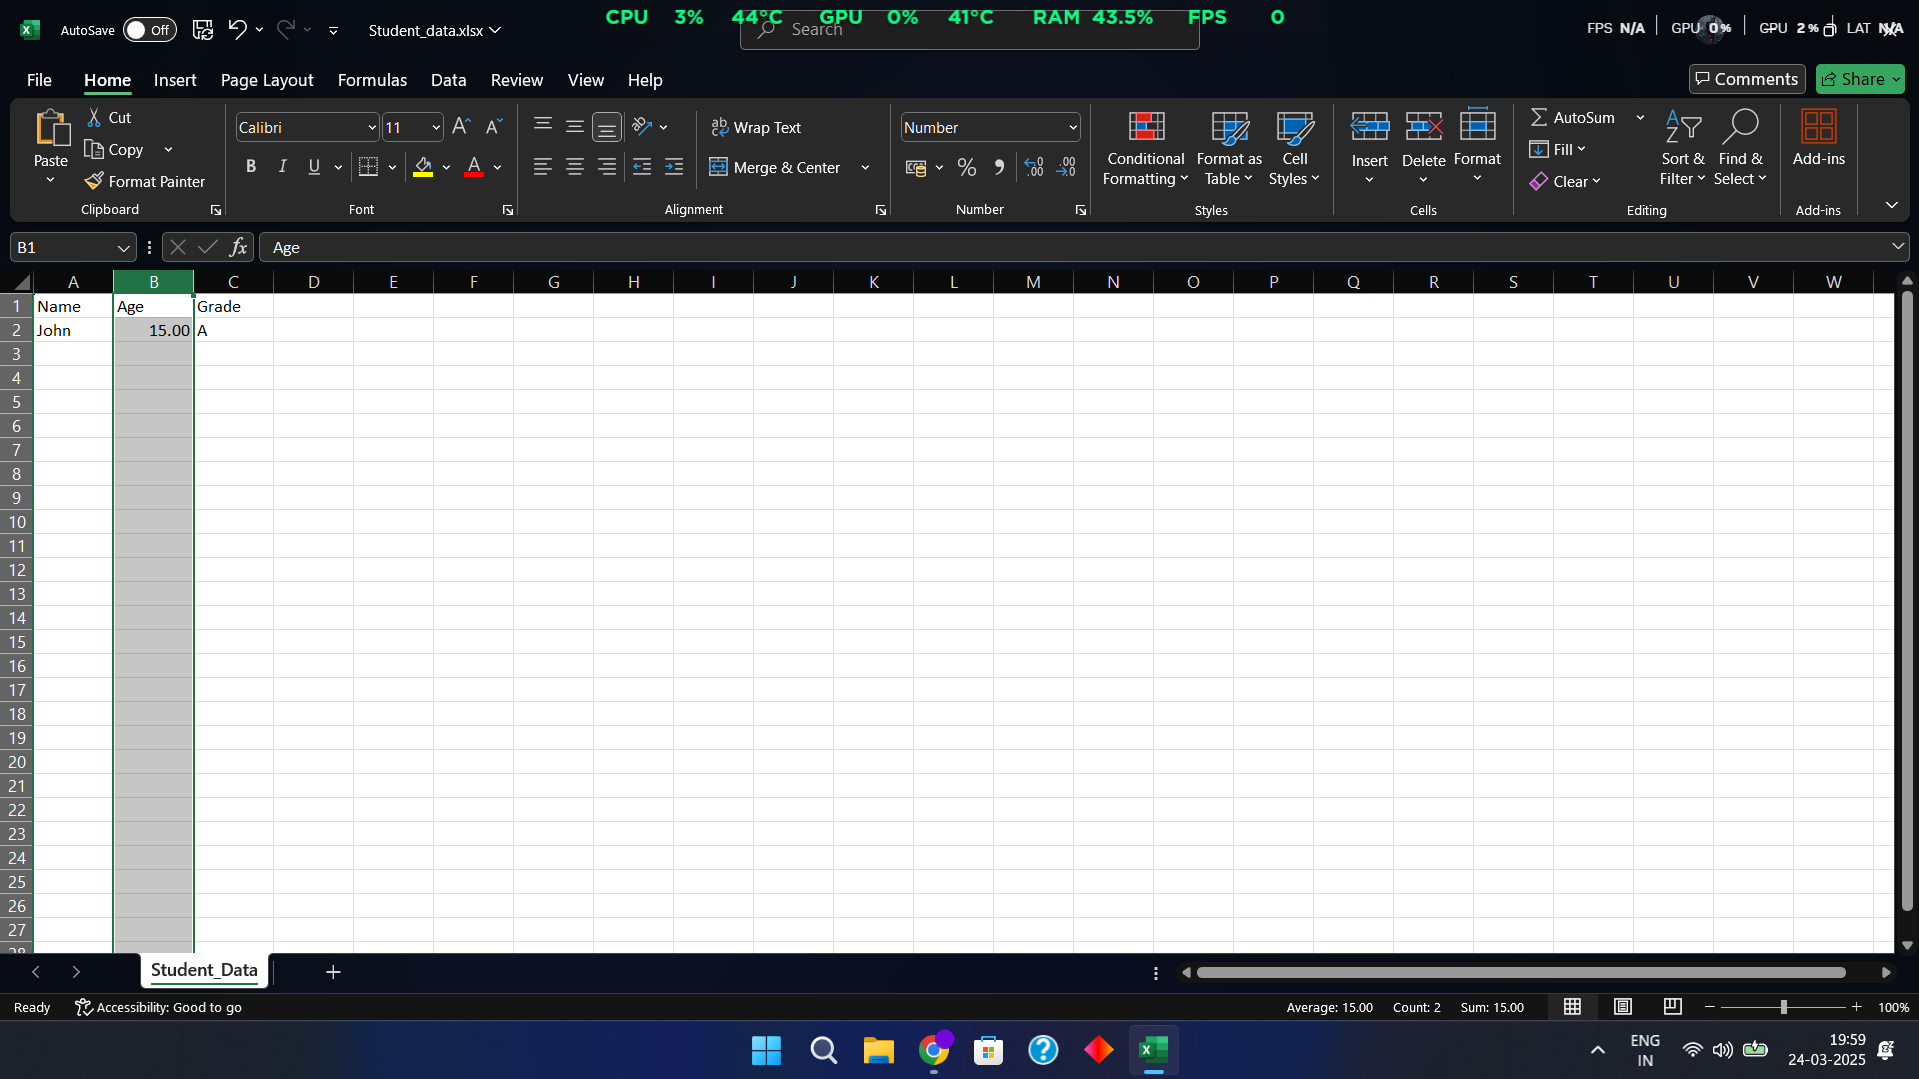 CPU 3% 44°C GPU 0% 41°C RAM 43.5% FPS 0
AutoSave Off Student_data.xlsx Search FPS N/A GPU 0% CPU 2% LAT N/A
File Home Insert Page Layout Formulas Data Review View Help Comments Share
Paste
Cut
Copy
Format Painter
Clipboard
Calibri 11
B I U A
Font
Wrap Text
Merge & Center
Alignment
Number
Number
Conditional Formatting
Format as Table
Cell Styles
Styles
Insert Delete Format
Cells
AutoSum
Fill
Clear
Sort & Filter
Find & Select
Editing
Add-ins
Add-ins
B1 fx Age
A B C D E F G H I J K L M N O P Q R S T U V W
1 Name Age Grade
2 John 15.00 A
3
4
5
6
7
8
9
10
11
12
13
14
15
16
17
18
19
20
21
22
23
24
25
26
27
28
Student_Data
Ready Accessibility: Good to go Average: 15.00 Count: 2 Sum: 15.00 100%
ENG
IN
19:59
24-03-2025